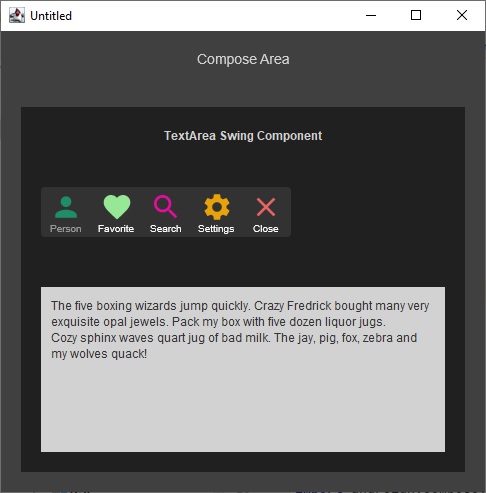 Untitled
Compose Area
TextArea Swing Component
Person Favorite Search Settings Close
The five boxing wizards jump quickly. Crazy Fredrick bought many very
exquisite opal jewels. Pack my box with five dozen liquor jugs.
Cozy sphinx waves quart jug of bad milk. The jay, pig, fox, zebra and
my wolves quack!